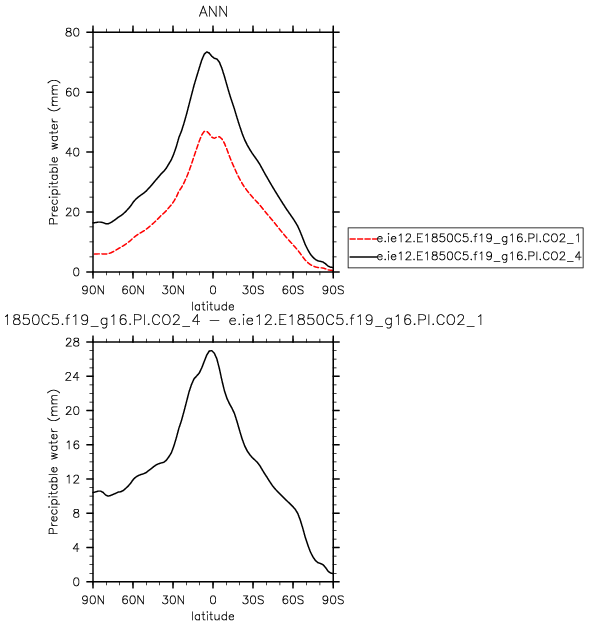 ANN
80
60
40
20
0
Precipitable water (mm)
90N 60N 30N 0 30S 60S 90S
latitude
e.ie12.E1850C5.f19_g16.PI.CO2_1
e.ie12.E1850C5.f19_g16.PI.CO2_4
1850C5.f19_g16.PI.CO2_4 − e.ie12.E1850C5.f19_g16.PI.CO2_1
28
24
20
16
12
8
4
0
Precipitable water (mm)
90N 60N 30N 0 30S 60S 90S
latitude